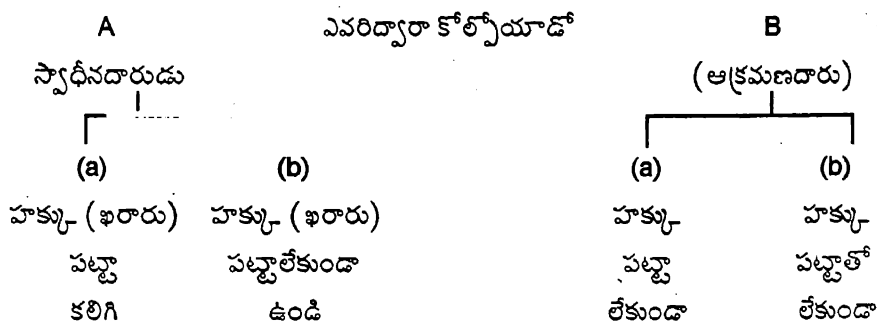 A ఎవరిద్వారా కోల్పోయాడో B
స్వాధీనదారుడు (ఆక్రమణదారు)
(a) (b) (a) (b)
హక్కు (ఖరారు) హక్కు (ఖరారు) హక్కు హక్కు
పట్టా పట్టాలేకుండా పట్టా పట్టాతో
కలిగి ఉండి లేకుండా లేకుండా